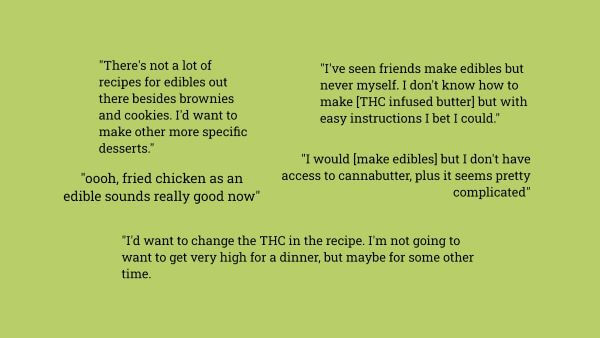 "There's not a lot of
recipes for edibles out
there besides brownies
and cookies. I'd want to
make other more specific
desserts."
"I've seen friends make edibles but
never myself. I don't know how to
make [THC infused butter] but with
easy instructions I bet I could."
"oooh, fried chicken as an
edible sounds really good now"
"I would [make edibles] but I don't have
access to cannabutter, plus it seems pretty
complicated"
"I'd want to change the THC in the recipe. I'm not going to
want to get very high for a dinner, but maybe for some other
time.